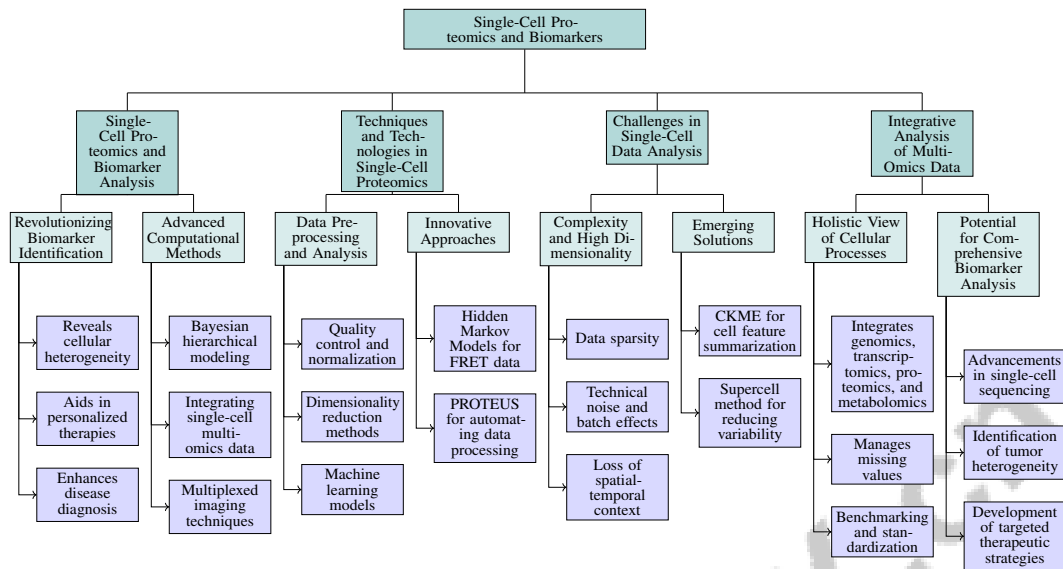 Single-Cell Pro-
teomics and Biomarkers
Single-
Cell Pro-
teomics and
Biomarker
Analysis
Techniques
and Tech-
nologies in
Single-Cell
Proteomics
Challenges in
Single-Cell
Data Analysis
Integrative
Analysis
of Multi-
Omics Data
Revolutionizing
Biomarker
Identification
Advanced
Computational
Methods
Data Pre-
processing
and Analysis
Innovative
Approaches
Complexity
and High Di-
mensionality
Emerging
Solutions
Holistic View
of Cellular
Processes
Potential
for Com-
prehensive
Biomarker
Analysis
Reveals
cellular
heterogeneity
Aids in
personalized
therapies
Enhances
disease
diagnosis
Bayesian
hierarchical
modeling
Integrating
single-cell
multi-
omics data
Multiplexed
imaging
techniques
Quality
control and
normalization
Dimensionality
reduction
methods
Machine
learning
models
Hidden
Markov
Models for
FRET data
PROTEUS
for automat-
ing data
processing
Data sparsity
Technical
noise and
batch effects
Loss of
spatial-
temporal
context
CKME for
cell feature
summarization
Supercell
method for
reducing
variability
Integrates
genomics,
transcrip-
tomics, pro-
teomics, and
metabolomics
Manages
missing
values
Benchmarking
and stan-
dardization
Advancements
in single-cell
sequencing
Identification
of tumor
heterogeneity
Development
of targeted
therapeutic
strategies